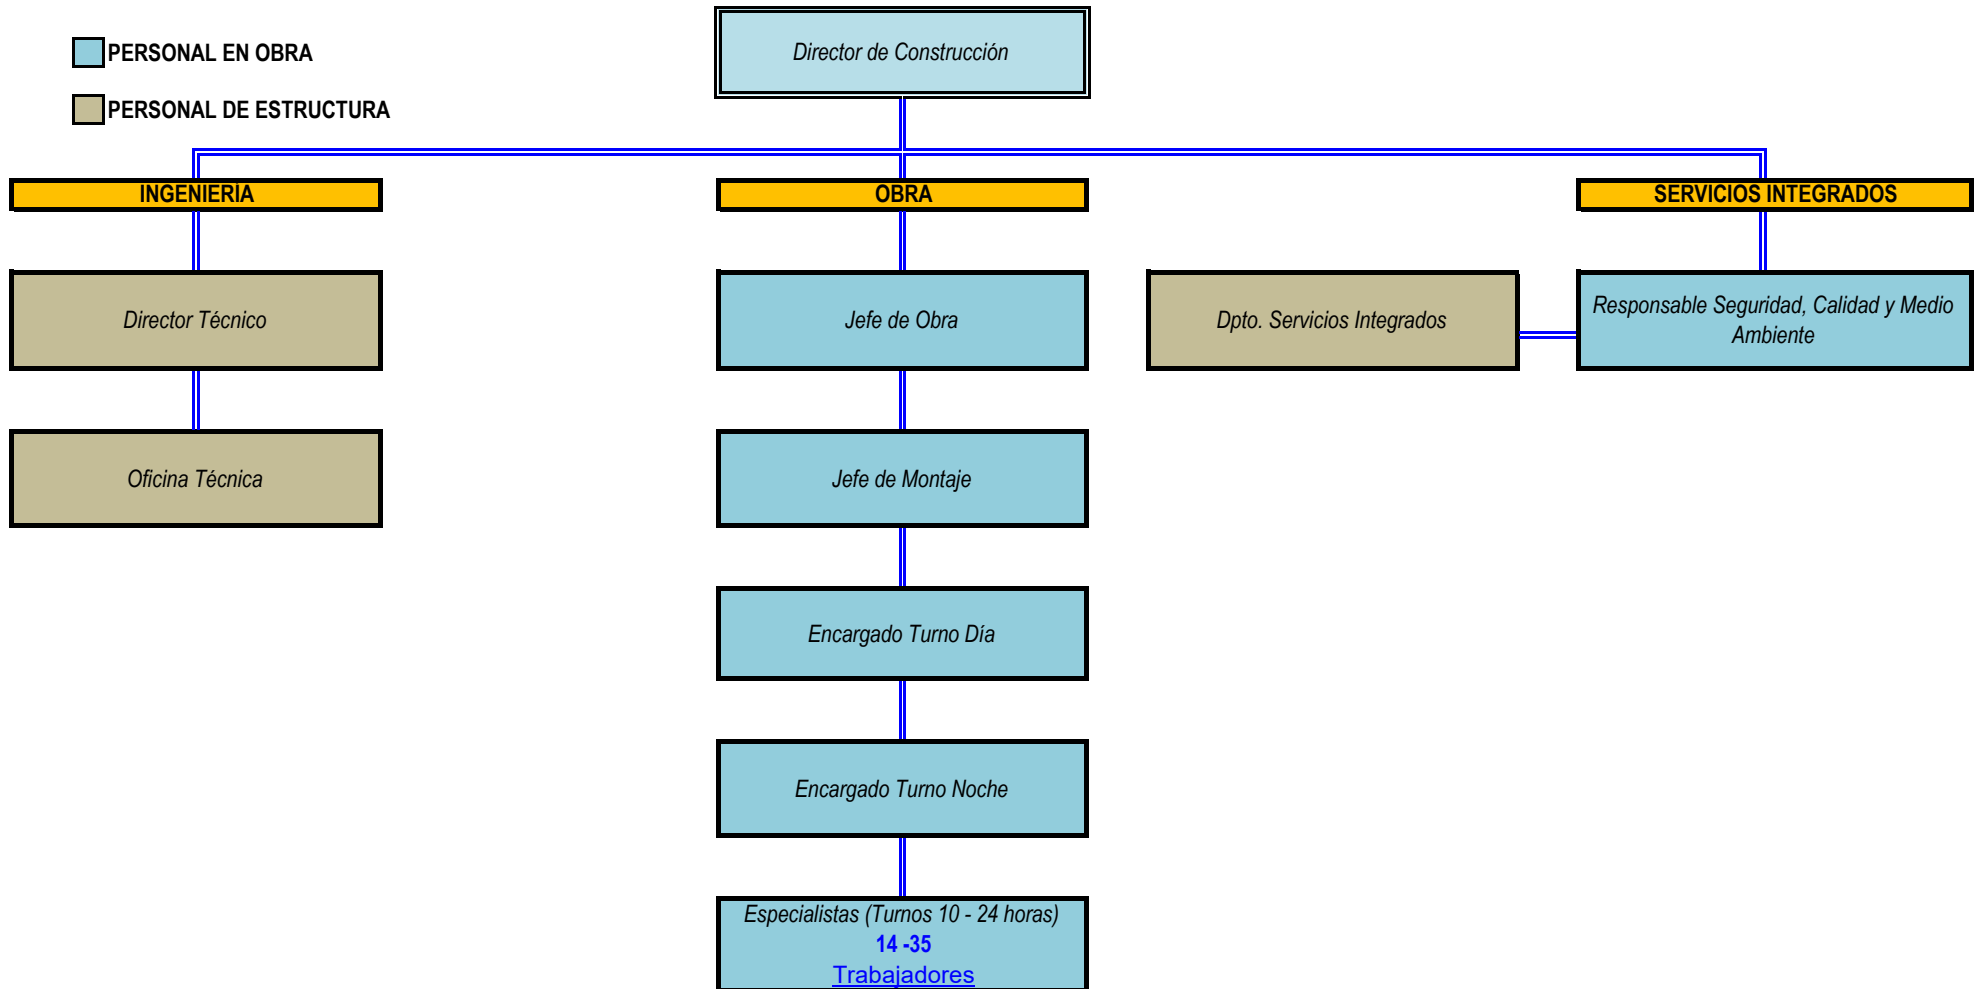 PERSONAL EN OBRA
PERSONAL DE ESTRUCTURA
Director de Construcción
INGENIERIA
OBRA
SERVICIOS INTEGRADOS
Director Técnico
Jefe de Obra
Dpto. Servicios Integrados
Responsable Seguridad, Calidad y Medio
Ambiente
Oficina Técnica
Jefe de Montaje
Encargado Turno Día
Encargado Turno Noche
Especialistas (Turnos 10 - 24 horas)
14 -35
Trabajadores